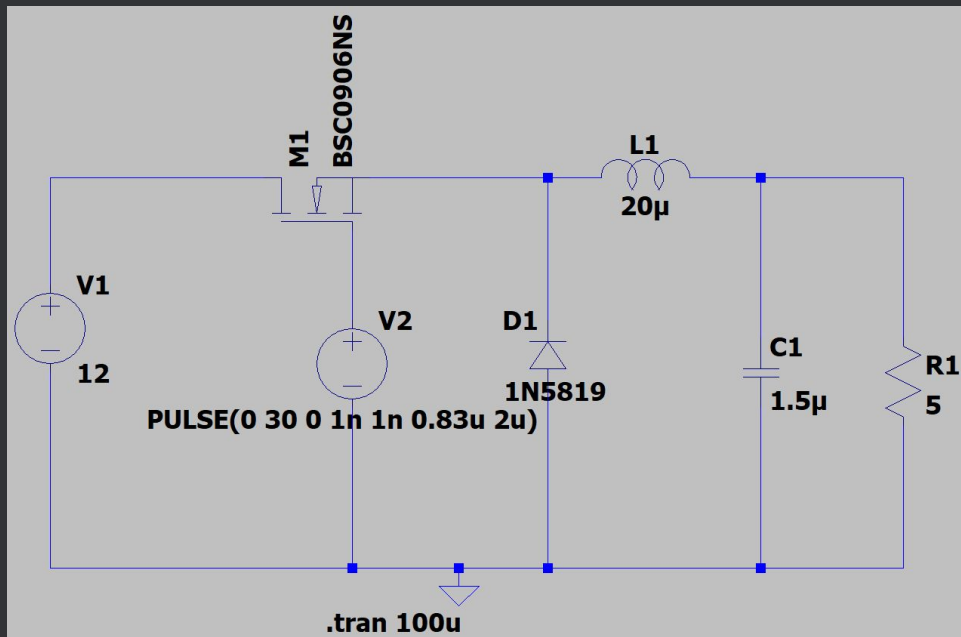 BSC0906NS
M1
L1
20µ
V1
12
V2
PULSE(0 30 0 1n 1n 0.83u 2u)
D1
1N5819
C1
1.5µ
R1
5
.tran 100u